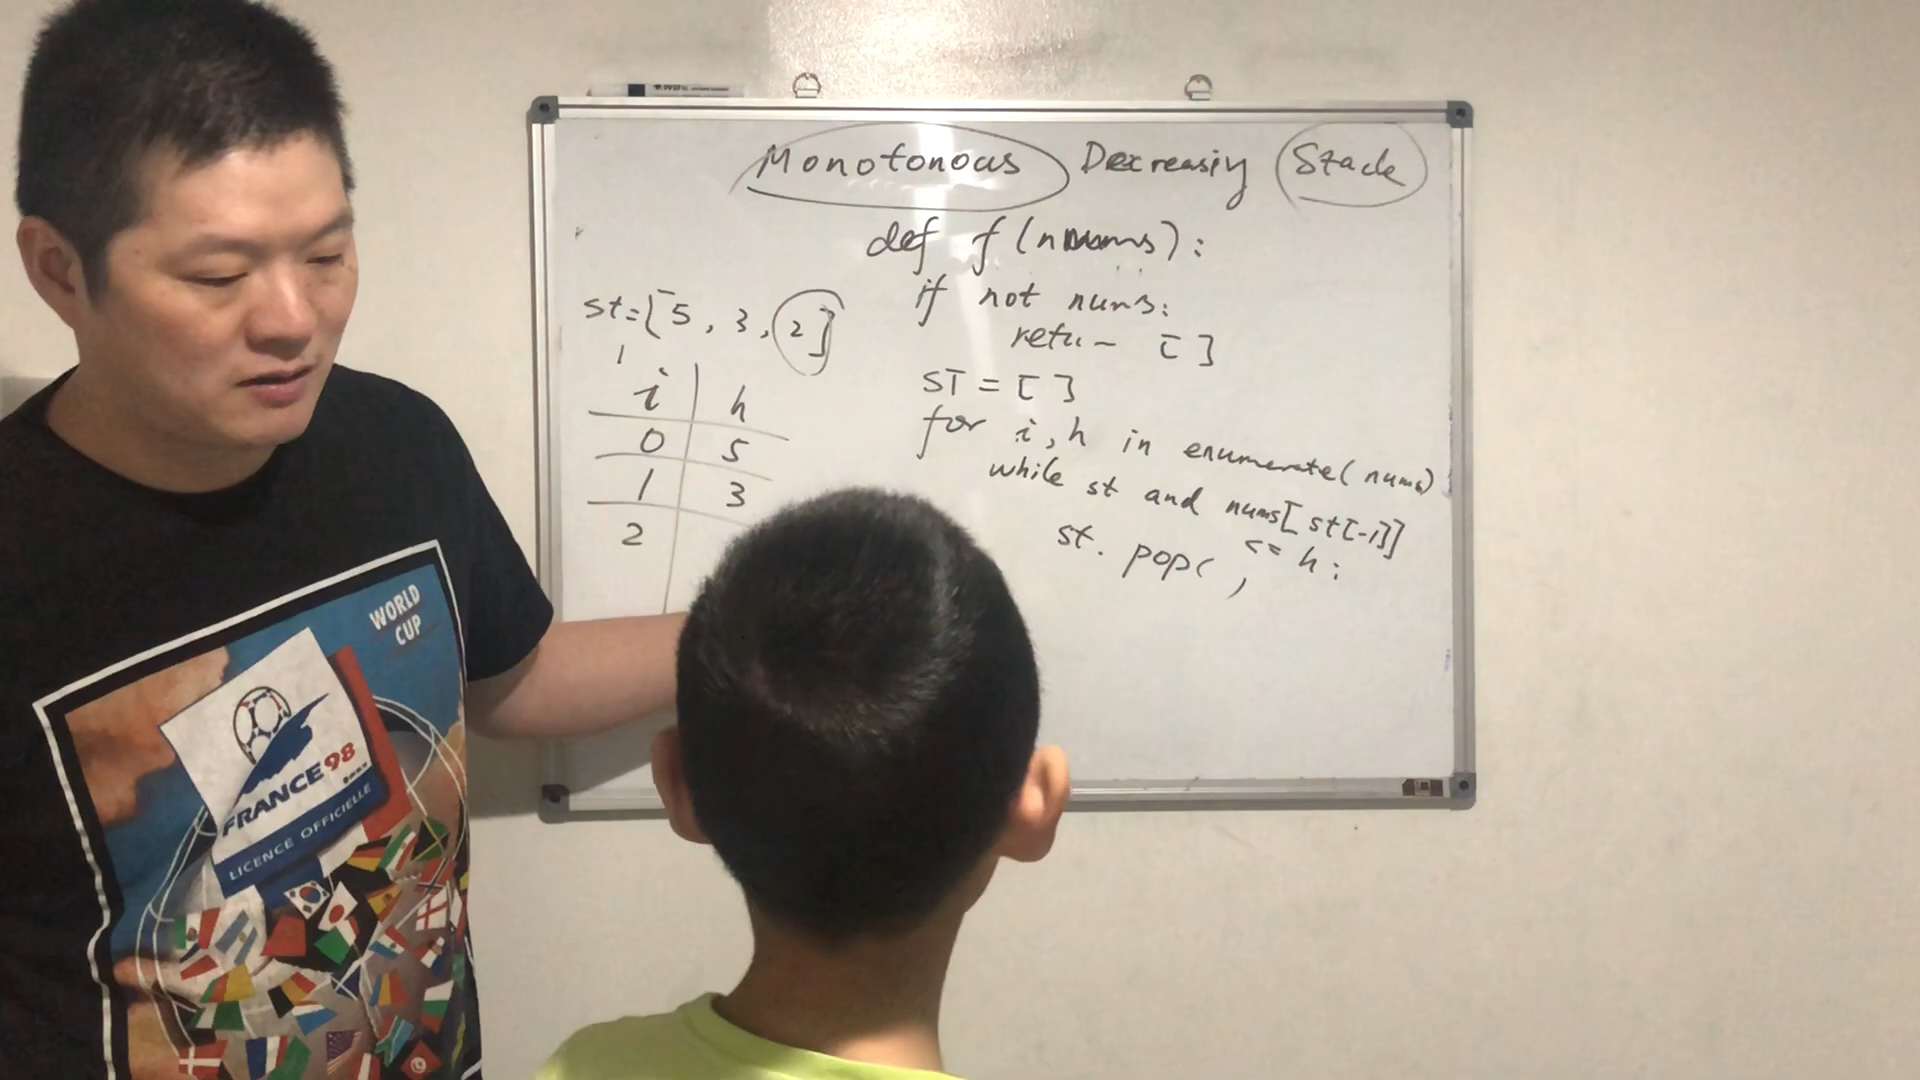 Monotonous Decreasing Stack
def f(nums):
if not nums:
return []
ST = []
for i, h in enumerate(nums)
while st and nums[st[-1]]
<= h:
st. pop()
st=[5, 3, 2]
i h
0 5
1 3
2
WORLD
CUP
FRANCE 98
LICENCE OFFICIELLE